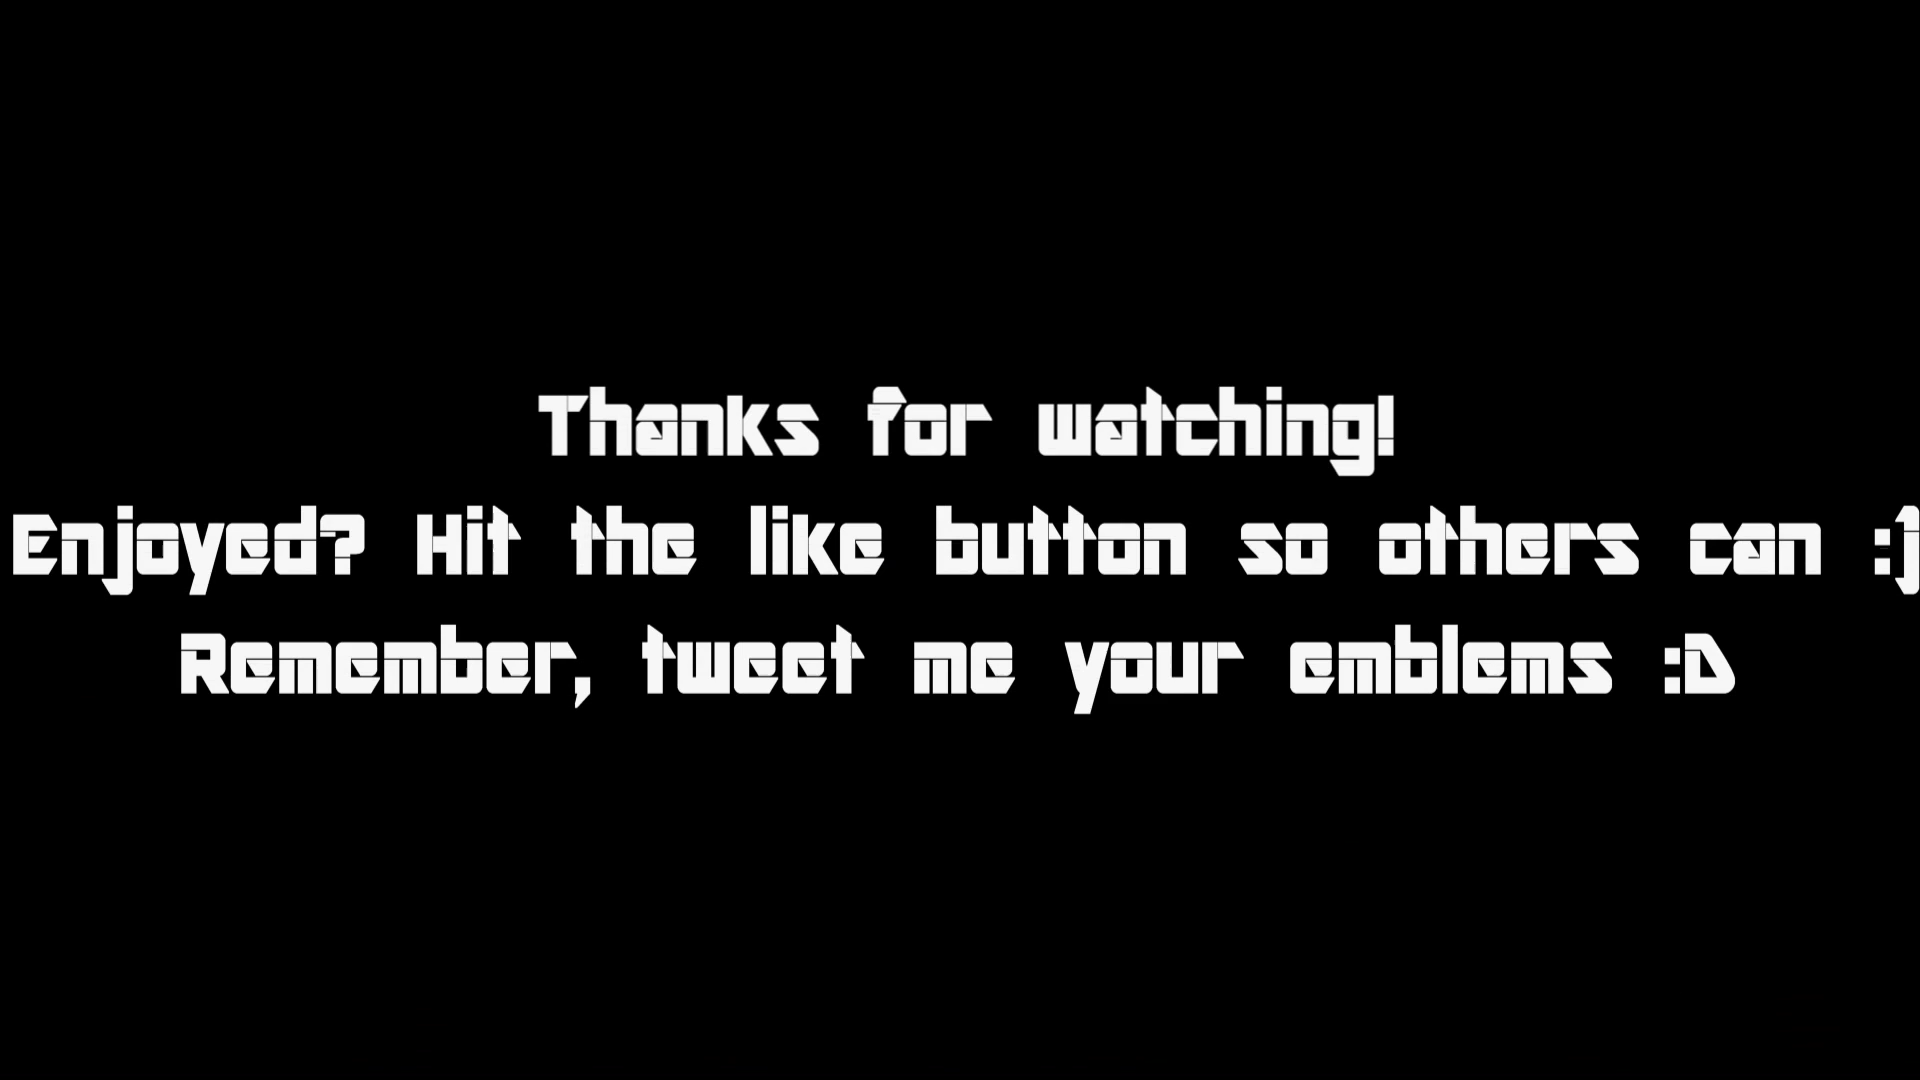 Thanks for watching!
Enjoyed? Hit the like button so others can :)
Remember, tweet me your emblems :D